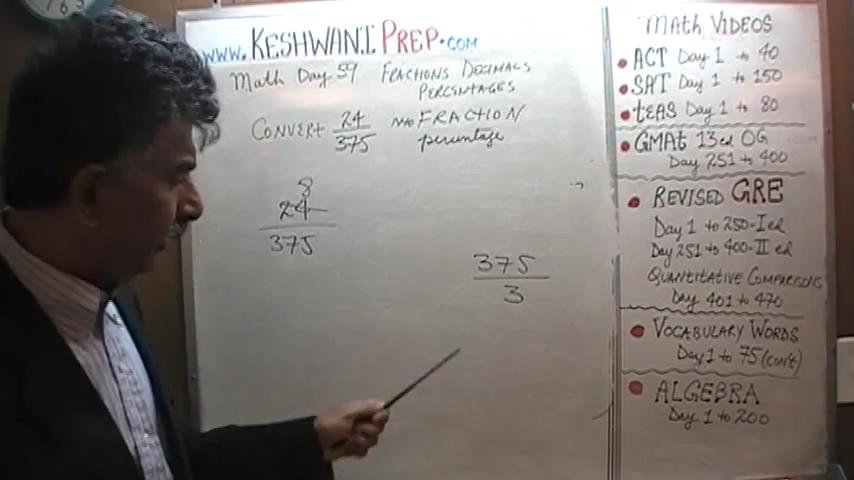 www.KESHWANI PREP.COM
Math Day 59 FRACTIONS DECIMALS
PERCENTAGES
CONVERT 24/375 into FRACTION
percentage
8
24
375
375
3
Math VIDEOS
• ACT Day 1 to 40
• SAT Day 1 to 150
• tEAS Day 1 to 80
• GMAt 13 ed OG
Day 251 to 400
• REVISED GRE
Day 1 to 250-I ed
Day 251 to 400-II ed
QUANTITATIVE COMPARISONS
Day 401 to 470
• VOCABULARY WORDS
Day 1 to 75 (con't)
• ALGEBRA
Day 1 to 200